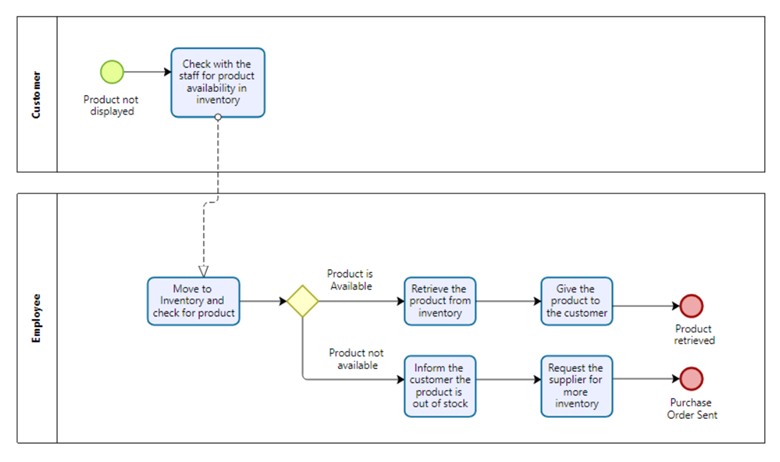 Customer
Product not
displayed
Check with the
staff for product
availability in
inventory
Employee
Move to
Inventory and
check for product
Product is
Available
Retrieve the
product from
inventory
Give the
product to
the customer
Product
retrieved
Product not
available
Inform the
customer the
product is
out of stock
Request the
supplier for
more
inventory
Purchase
Order Sent